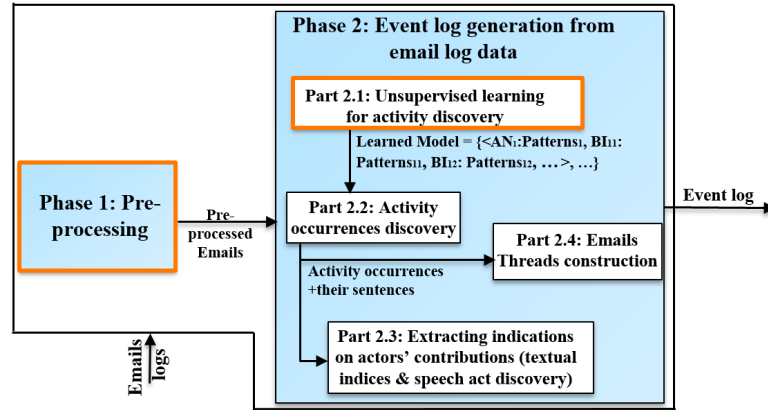 Phase 2: Event log generation from
email log data
Part 2.1: Unsupervised learning
for activity discovery
Learned Model = {<AN1:Patterns1, BI11:
Patterns11, BI12: Patterns12, …>, …}
Phase 1: Pre-
processing
Pre-
processed
Emails
Part 2.2: Activity
occurrences discovery
Event log
Part 2.4: Emails
Threads construction
Activity occurrences
+their sentences
Part 2.3: Extracting indications
on actors’ contributions (textual
indices & speech act discovery)
Emails
logs